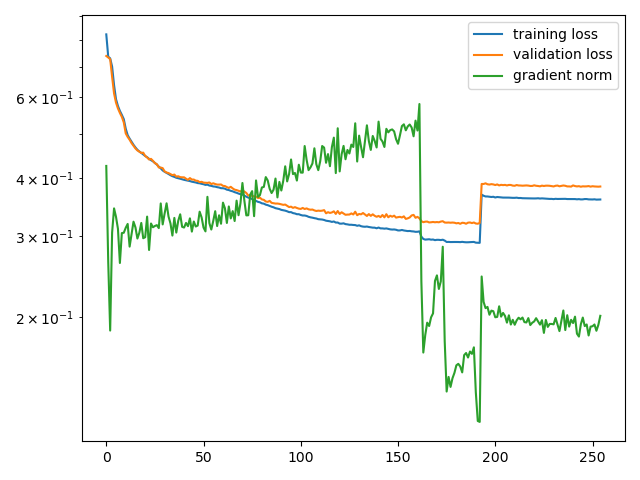 training loss
validation loss
gradient norm
6 × 10⁻¹
4 × 10⁻¹
3 × 10⁻¹
2 × 10⁻¹
0 50 100 150 200 250